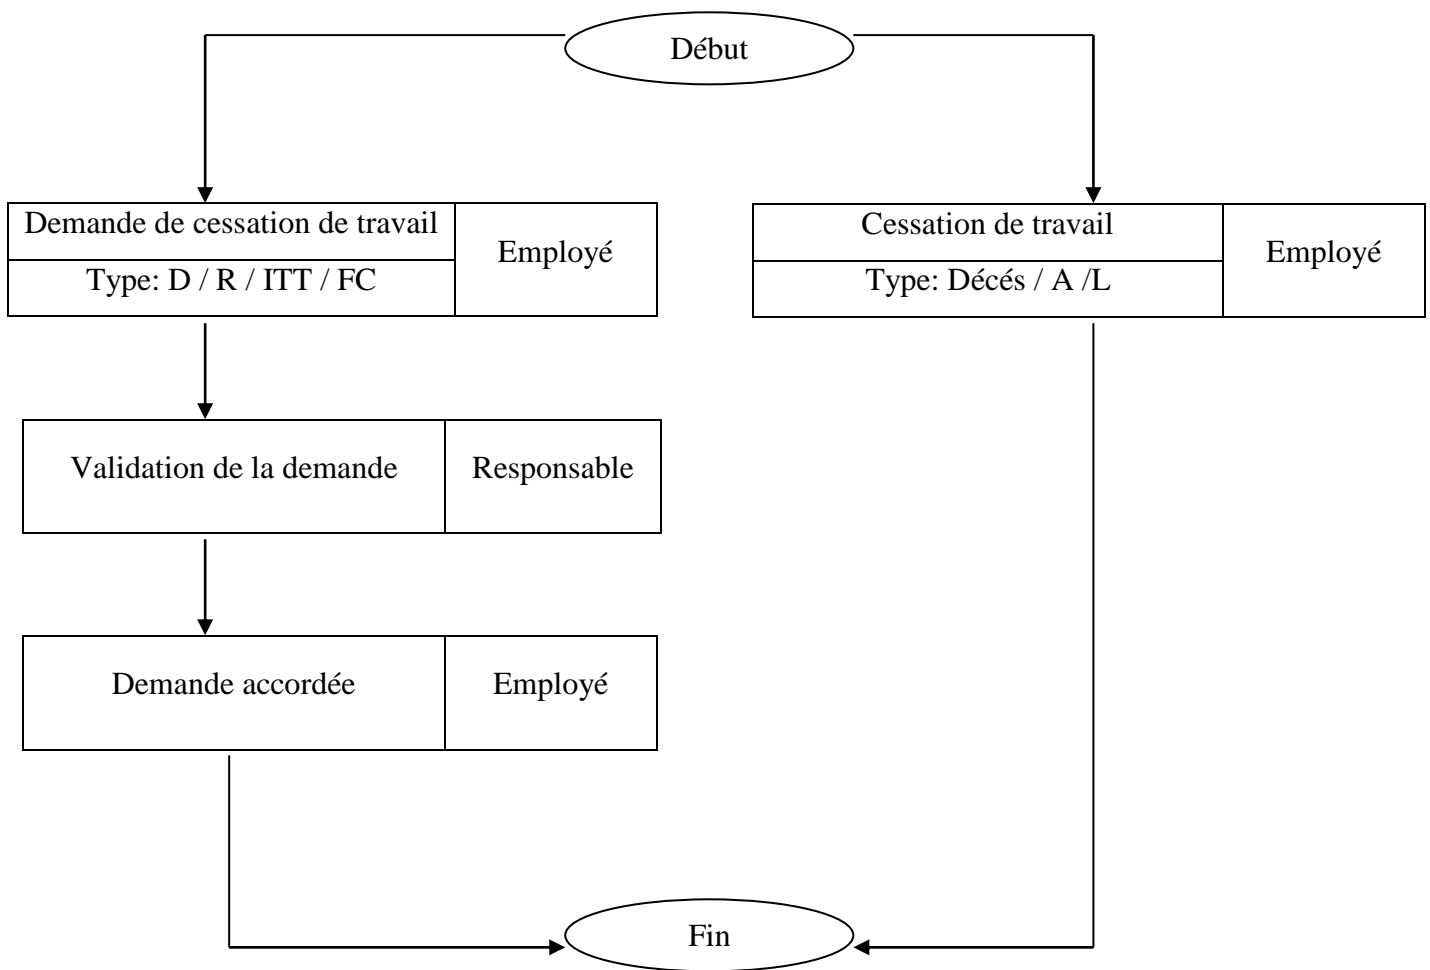 Début
Demande de cessation de travail
Employé
Type: D / R / ITT / FC
Cessation de travail
Employé
Type: Décés / A /L
Validation de la demande
Responsable
Demande accordée
Employé
Fin